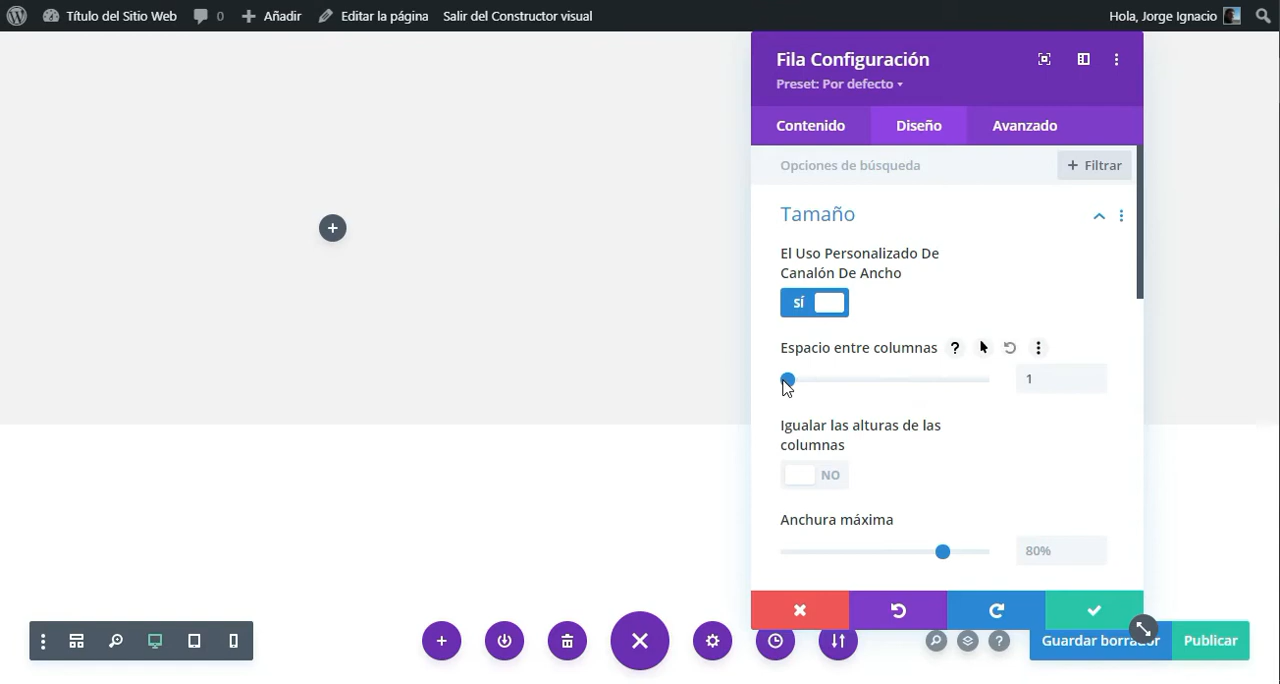 Título del Sitio Web 0 Añadir Editar la página Salir del Constructor visual Hola, Jorge Ignacio
Fila Configuración
Preset: Por defecto
Contenido Diseño Avanzado
Opciones de búsqueda + Filtrar
Tamaño
El Uso Personalizado De
Canalón De Ancho
SÍ
Espacio entre columnas ?
1
Igualar las alturas de las
columnas
NO
Anchura máxima
80%
? Guardar borrador Publicar